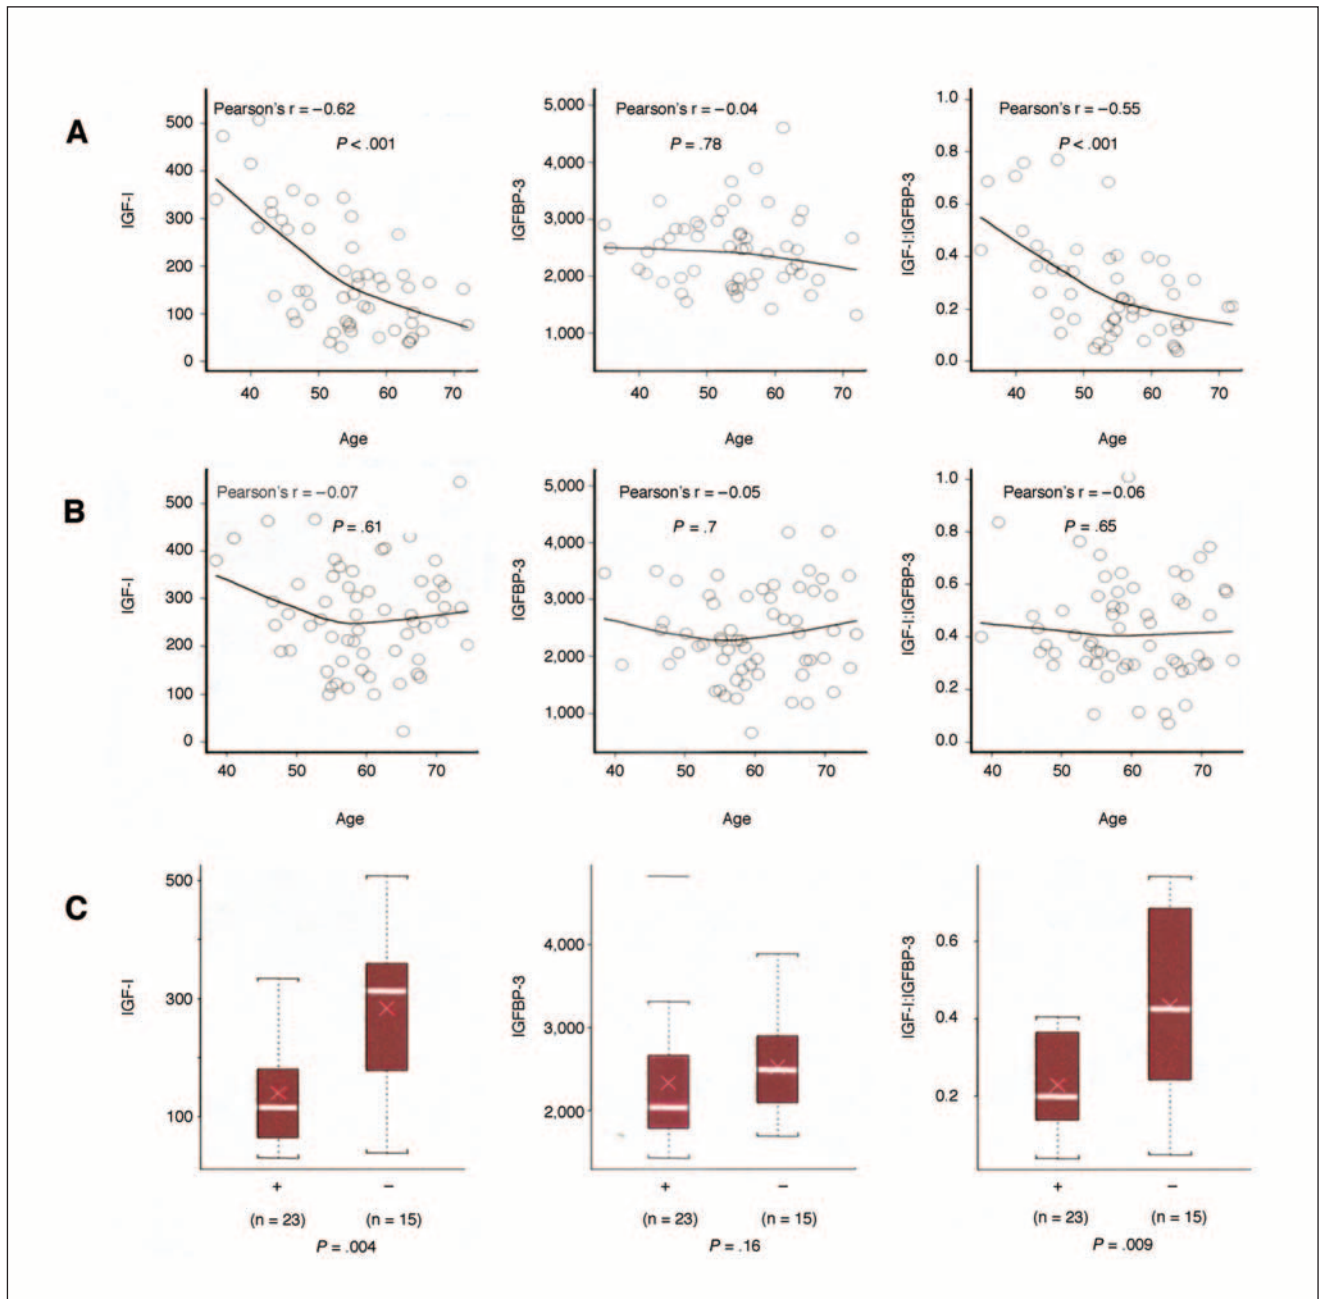 A
Pearson's r = −0.62
P < .001
IGF-I
500
400
300
200
100
0
40 50 60 70
Age
Pearson's r = −0.04
P = .78
IGFBP-3
5,000
4,000
3,000
2,000
1,000
40 50 60 70
Age
Pearson's r = −0.55
P < .001
IGF-I:IGFBP-3
1.0
0.8
0.6
0.4
0.2
0.0
40 50 60 70
Age
B
Pearson's r = −0.07
P = .61
IGF-I
500
400
300
200
100
0
40 50 60 70
Age
Pearson's r = −0.05
P = .7
IGFBP-3
5,000
4,000
3,000
2,000
1,000
40 50 60 70
Age
Pearson's r = −0.06
P = .65
IGF-I:IGFBP-3
1.0
0.8
0.6
0.4
0.2
0.0
40 50 60 70
Age
C
IGF-I
500
300
100
+ −
(n = 23) (n = 15)
P = .004
IGFBP-3
4,000
3,000
2,000
+ −
(n = 23) (n = 15)
P = .16
IGF-I:IGFBP-3
0.6
0.4
0.2
+ −
(n = 23) (n = 15)
P = .009